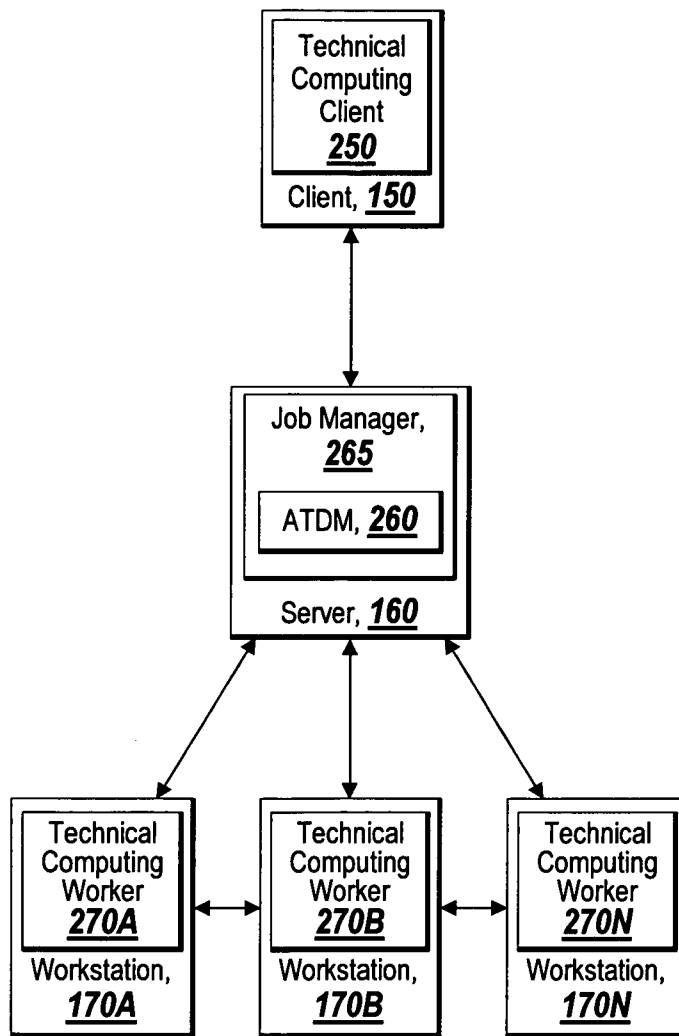 Technical
Computing
Client
250
Client, 150
Job Manager,
265
ATDM, 260
Server, 160
Technical
Computing
Worker
270A
Workstation,
170A
Technical
Computing
Worker
270B
Workstation,
170B
Technical
Computing
Worker
270N
Workstation,
170N